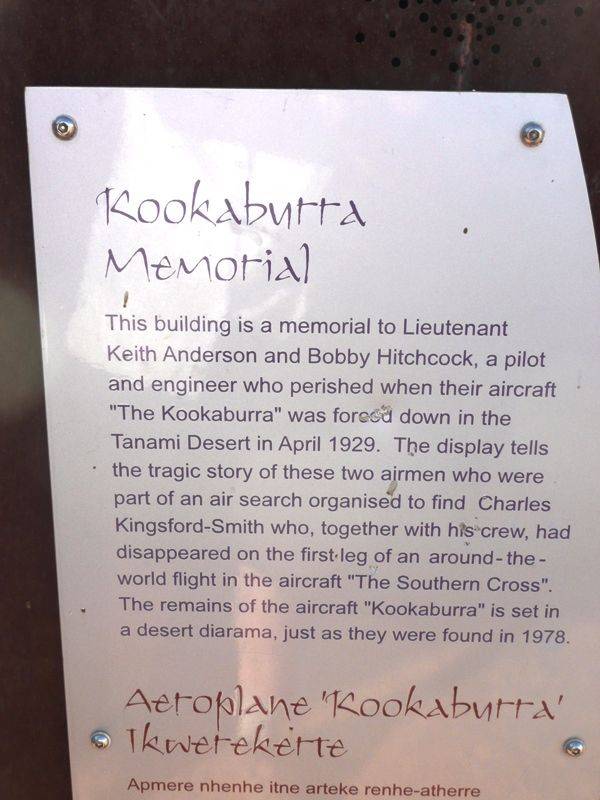 Kookaburra
Memorial
This building is a memorial to Lieutenant
Keith Anderson and Bobby Hitchcock, a pilot
and engineer who perished when their aircraft
"The Kookaburra" was forced down in the
Tanami Desert in April 1929.  The display tells
the tragic story of these two airmen who were
part of an air search organised to find  Charles
Kingsford-Smith who, together with his crew, had
disappeared on the first leg of an around-the-
world flight in the aircraft "The Southern Cross".
The remains of the aircraft "Kookaburra" is set in
a desert diarama, just as they were found in 1978.
Aeroplane 'Kookaburra'
Ikwerekerre
Apmere nhenhe itne arteke renhe-atherre